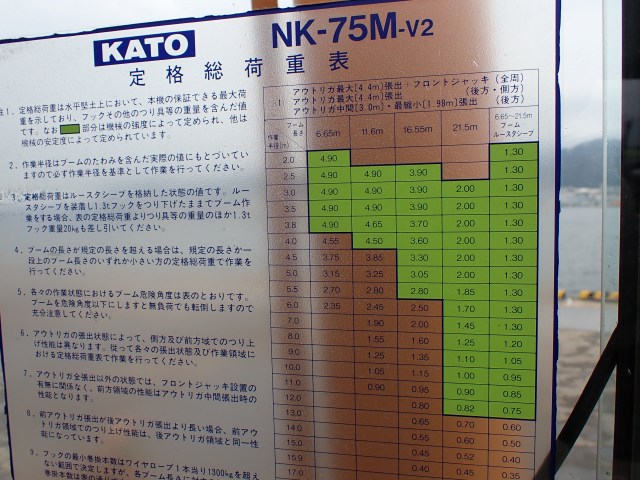 KATO
NK-75M-V2
定格総荷重表
注1．定格総荷重は水平堅土上において、本機の保証できる最大荷
重を示しており、フックその他のつり具等の重量を含んだ値
です。なお 部分は機械の強度によって定められ、他は
機械の安定度によって定められています。
2．作業半径はブームのたわみを含んだ実際の値にもとづいてい
ますので必ず作業半径を基準として作業を行ってください。
3．定格総荷重はルースタシーブを格納した状態の値です。ルー
スタシーブを装着し1.3tフックをつり下げたままでブーム作
業をする場合、表の定格総荷重よりつり具等の重量のほか1.3t
フック重量20kgも差し引いてください。
4．ブームの長さが規定の長さを超える場合は、規定の長さか一
段上のブーム長さのいずれか小さい方の定格総荷重で作業を
行ってください。
5．各々の作業におけるブーム危険角度は表のとおりです。
ブームを危険角度以下にしますと無負荷でも転倒しますので
充分注意してください。
6．アウトリガの張出状態によって、側方及び前方域でのつり上
げ性能は異なります。従って各々の張出状態及び作業領域に
おける定格総荷重表で作業を行ってください。
7．アウトリガ全張出以外の状態では、フロントジャッキ設置の
有無に関係なく、前方領域の性能はアウトリガ中間張出時の
性能となります。
8．前アウトリガ張出が後アウトリガ張出より長い場合、前アウ
トリガ領域でのつり上げ性能は、後アウトリガ領域と同一性
能になっています。
9．フックの最小巻掛本数はワイヤロープ1本当り1300kgを超え
ない範囲で決定しますが、各ブーム長さに対する
アウトリガ最大[4.4m]張出・フロントジャッキ(全周)
アウトリガ最大[4.4m]張出 (後方・側方)
アウトリガ中間[3.0m]・最縮小[1.98m]張出 (後方)
作業半径(m) ブーム長さ 6.65m 11.6m 16.55m 21.5m 6.65～21.5mブームルースタシーブ
2.0 4.90 1.30
2.5 4.90 4.90 3.90 1.30
3.0 4.90 4.90 3.90 2.00 1.30
3.5 4.90 4.90 3.90 2.00 1.30
3.8 4.90 4.65 3.70 2.00 1.30
4.0 4.55 4.50 3.60 2.00 1.30
4.5 3.75 3.85 3.30 2.00 1.30
5.0 3.15 3.25 3.05 2.00 1.30
5.5 2.70 2.80 2.80 1.85 1.30
6.0 2.35 2.45 2.50 1.70 1.30
7.0 1.90 2.00 1.45 1.30
8.0 1.55 1.60 1.25 1.20
9.0 1.25 1.35 1.10 1.05
10.0 1.05 1.15 1.00 0.95
11.0 0.90 0.95 0.90 0.85
12.0 0.80 0.82 0.75
13.0 0.65 0.70 0.60
14.0 0.55 0.60 0.50
15.0 0.45 0.52 0.40
15.9 0.40 0.45 0.35
17.0